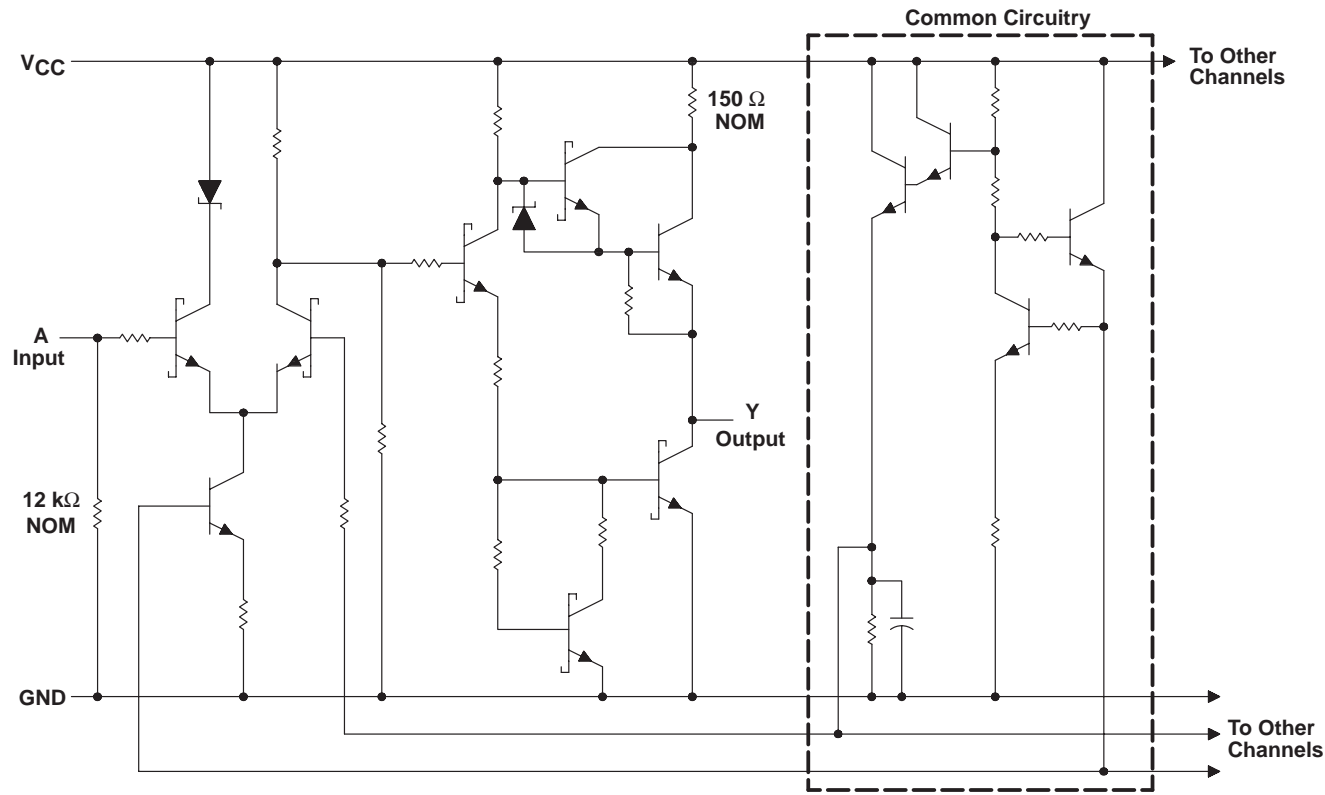 Common Circuitry
VCC
To Other
Channels
150 Ω
NOM
A
Input
Y
Output
12 kΩ
NOM
GND
To Other
Channels